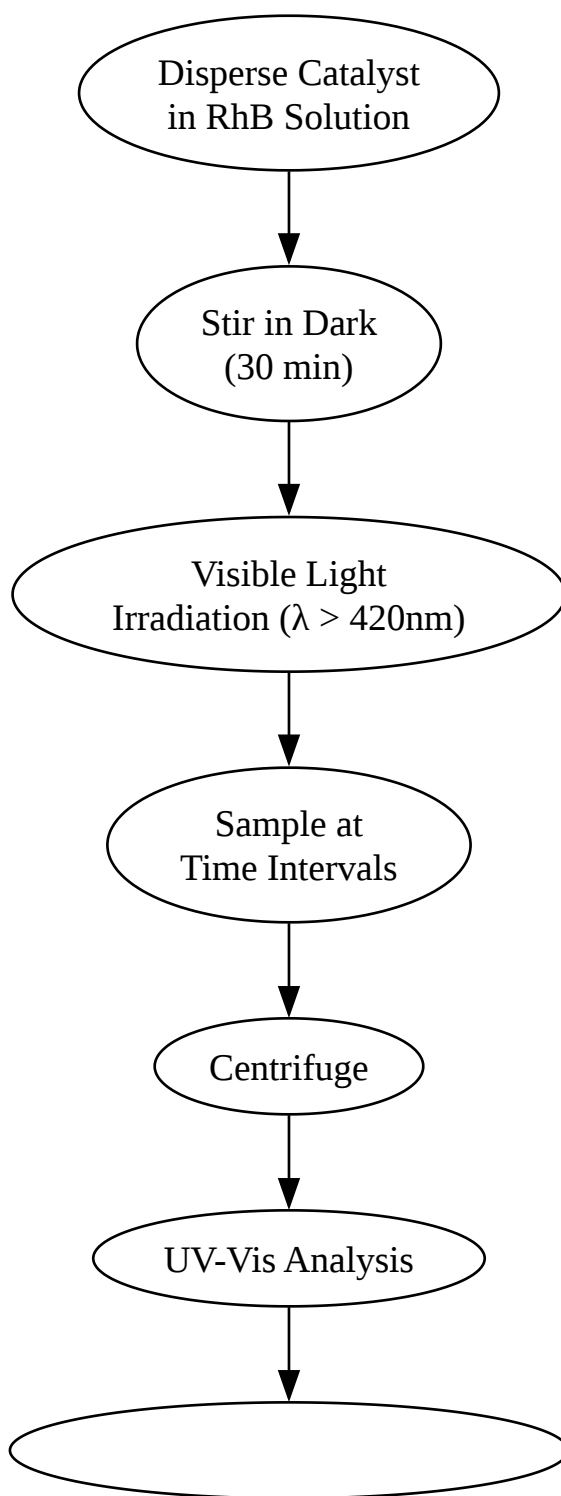 Disperse Catalyst
in RhB Solution
Stir in Dark
(30 min)
Visible Light
Irradiation (λ > 420nm)
Sample at
Time Intervals
Centrifuge
UV-Vis Analysis